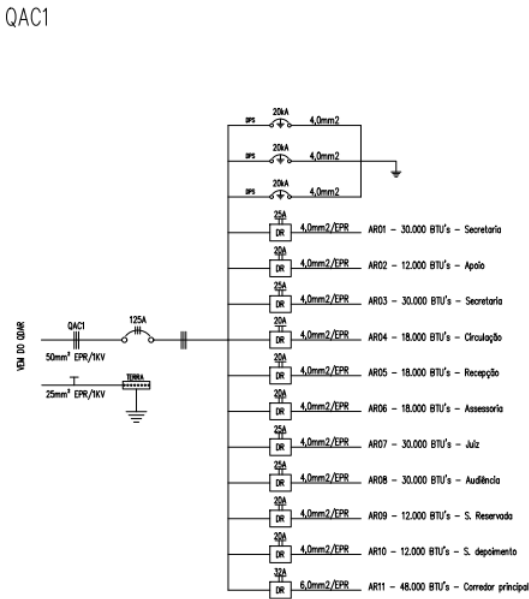 QAC1
20kA
DPS 4,0mm2
20kA
DPS 4,0mm2
20kA
DPS 4,0mm2
25A
DR 4,0mm2/EPR AR01 - 30.000 BTU's - Secretaria
20A
DR 4,0mm2/EPR AR02 - 12.000 BTU's - Apoio
25A
DR 4,0mm2/EPR AR03 - 30.000 BTU's - Secretaria
20A
DR 4,0mm2/EPR AR04 - 18.000 BTU's - Circulação
VEM DO QDAR
QAC1
125A
50mm² EPR/1KV
TERRA
25mm² EPR/1KV
20A
DR 4,0mm2/EPR AR05 - 18.000 BTU's - Recepção
20A
DR 4,0mm2/EPR AR06 - 18.000 BTU's - Assessoria
25A
DR 4,0mm2/EPR AR07 - 30.000 BTU's - Juiz
25A
DR 4,0mm2/EPR AR08 - 30.000 BTU's - Audiência
20A
DR 4,0mm2/EPR AR09 - 12.000 BTU's - S. Reservada
20A
DR 4,0mm2/EPR AR10 - 12.000 BTU's - S. depoimento
32A
DR 6,0mm2/EPR AR11 - 48.000 BTU's - Corredor principal